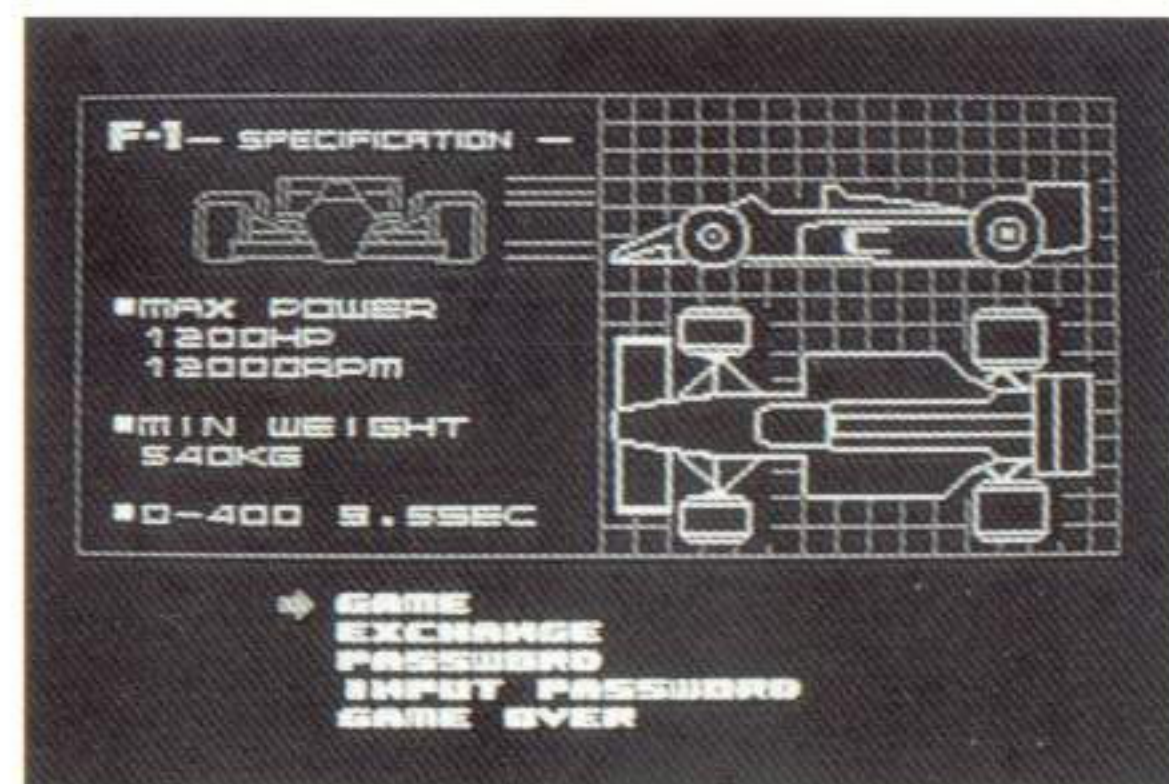 F-1— SPECIFICATION —
■MAX POWER
1200HP
12000RPM
■MIN WEIGHT
540KG
■0-400 9.5SEC
GAME
EXCHANGE
PASSWORD
INPUT PASSWORD
GAME OVER